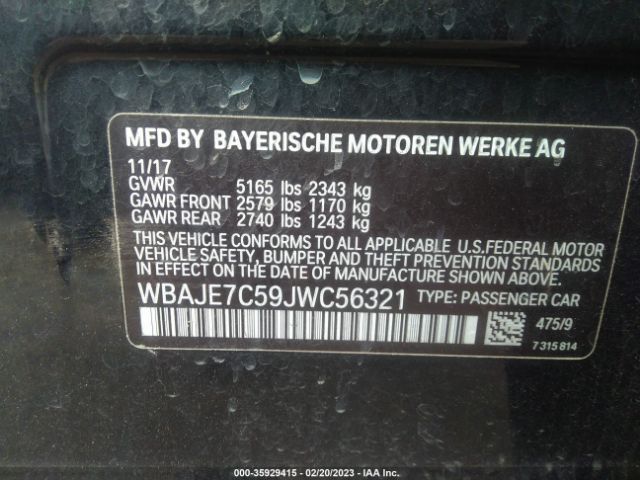 MFD BY BAYERISCHE MOTOREN WERKE AG
11/17
GVWR 5165 lbs 2343 kg
GAWR FRONT 2579 lbs 1170 kg
GAWR REAR 2740 lbs 1243 kg
THIS VEHICLE CONFORMS TO ALL APPLICABLE U.S.FEDERAL MOTOR
VEHICLE SAFETY, BUMPER AND THEFT PREVENTION STANDARDS
IN EFFECT ON THE DATE OF MANUFACTURE SHOWN ABOVE.
WBAJE7C59JWC56321 TYPE: PASSENGER CAR
475/9
7 315 814
000-35929415 - 02/20/2023 - IAA Inc.